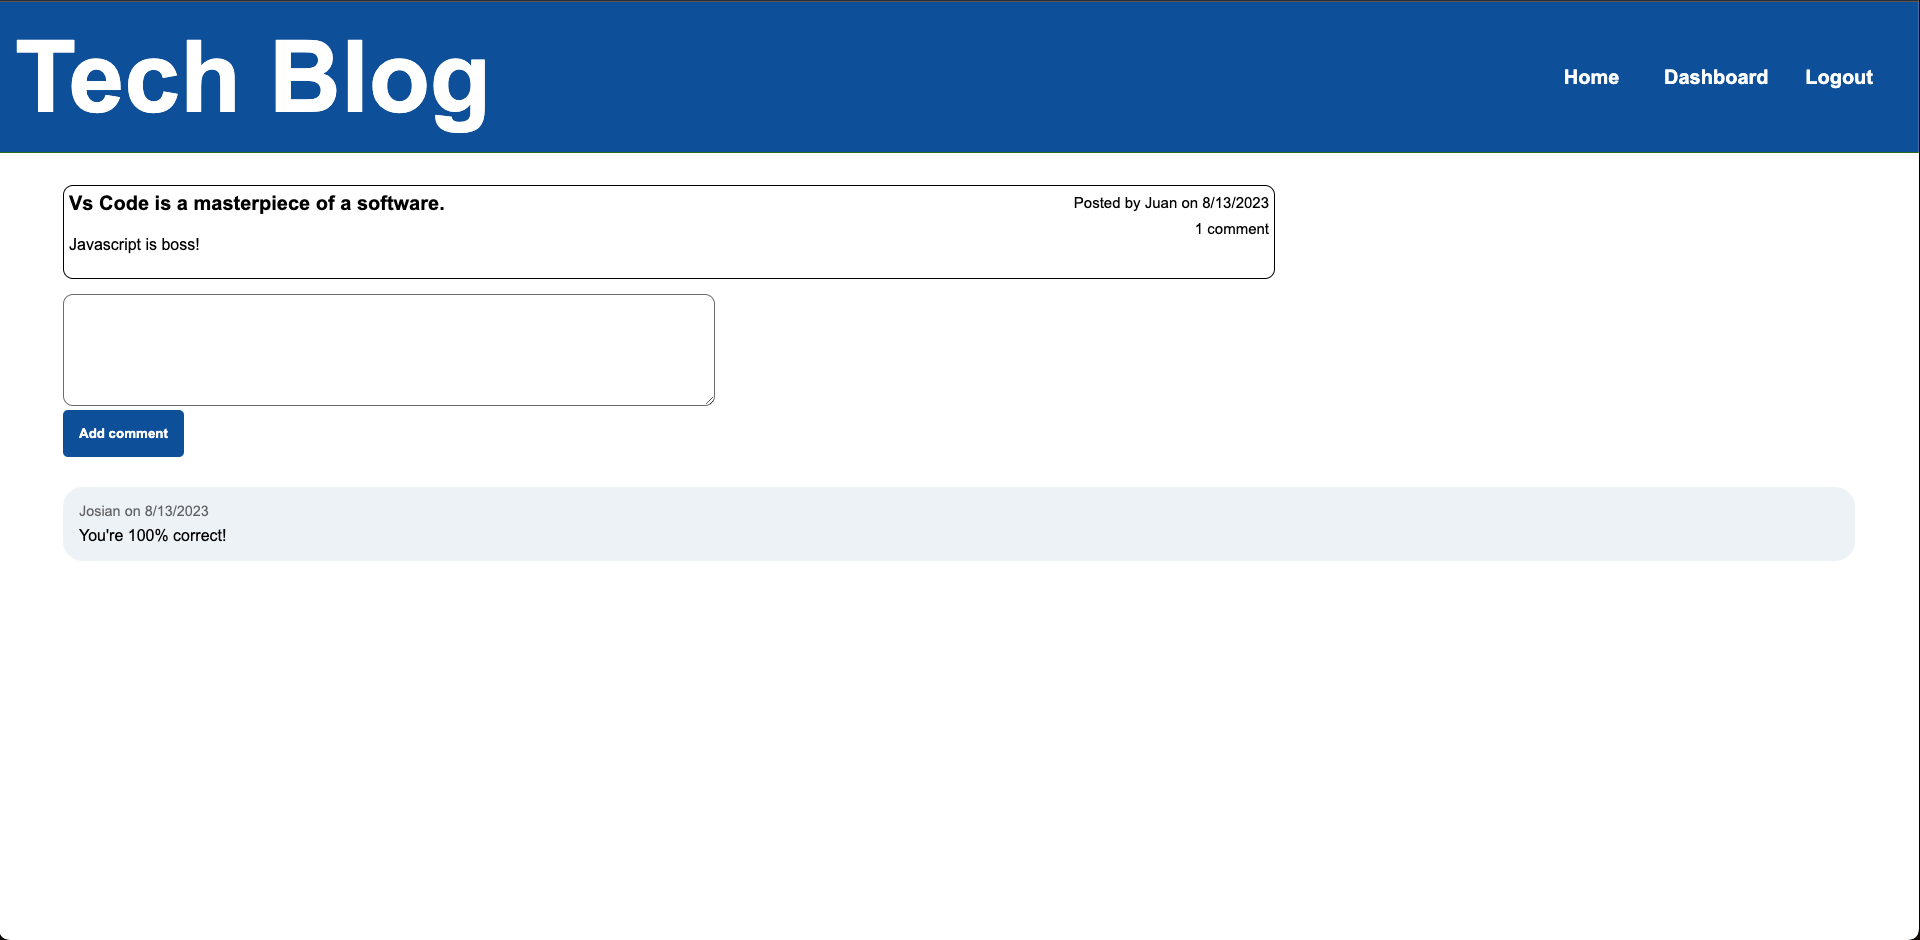 Tech Blog
Home Dashboard Logout
Vs Code is a masterpiece of a software.
Posted by Juan on 8/13/2023
1 comment
Javascript is boss!
Add comment
Josian on 8/13/2023
You're 100% correct!